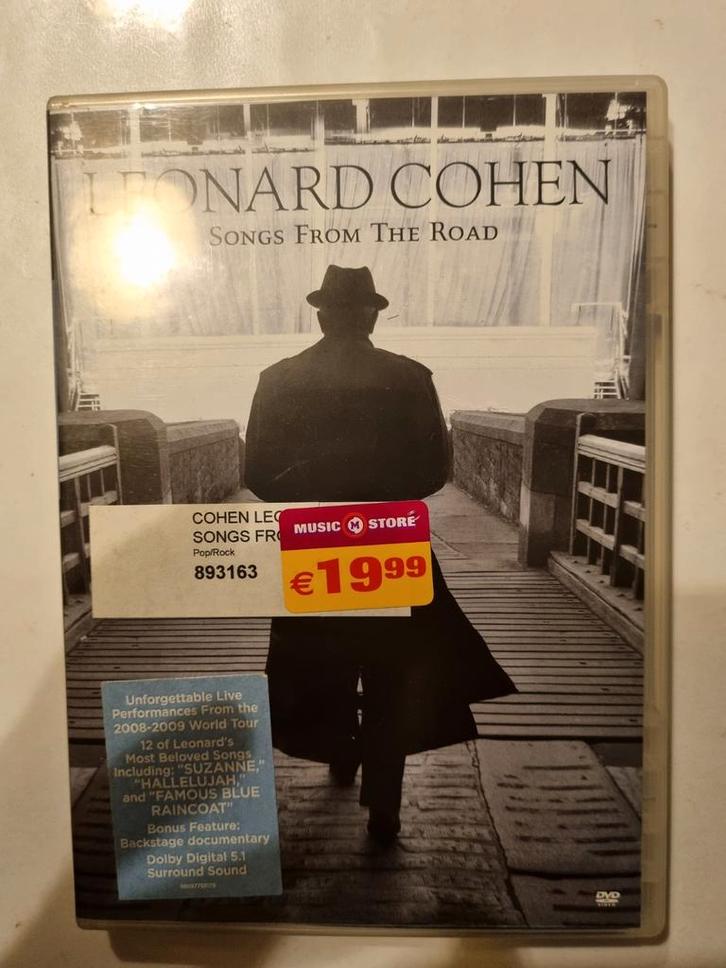 LEONARD COHEN
SONGS FROM THE ROAD
COHEN LEO
SONGS FRO
Pop/Rock
893163
MUSIC M STORE
€1999
Unforgettable Live
Performances From the
2008-2009 World Tour
12 of Leonard's
Most Beloved Songs
Including: "SUZANNE,"
"HALLELUJAH,"
and "FAMOUS BLUE
RAINCOAT"
Bonus Feature:
Backstage documentary
Dolby Digital 5.1
Surround Sound
DVD
VIDEO